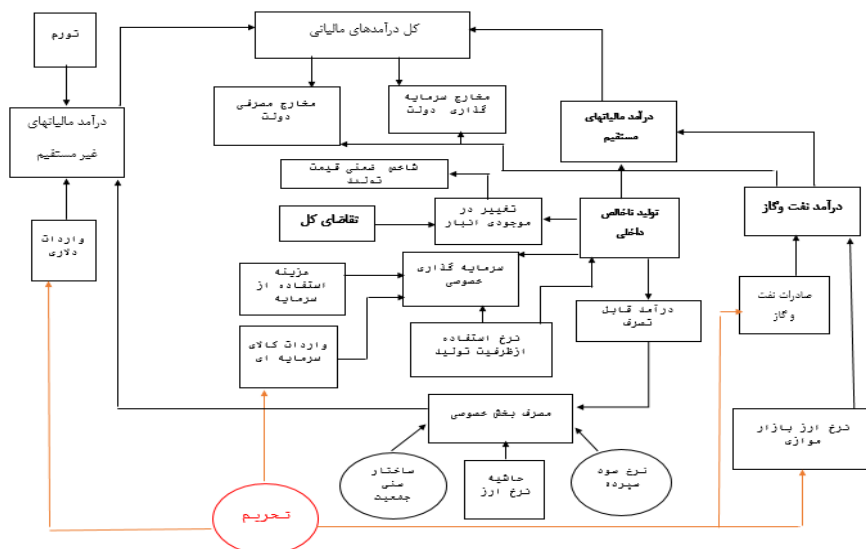 کل درآمدهای مالیاتی
تورم
مخارج مصرفی
دولت
مخارج سرمایه
گذاری دولت
درآمد مالیاتهای
مستقیم
درآمد مالیاتهای
غیر مستقیم
شاخص ضمنی قیمت
تولید
درآمد نفت وگاز
تولید ناخالص
داخلی
تغییر در
موجودی انبار
تقاضای کل
واردات
دلاری
سرمایه گذاری
خصوصی
هزینه
استفاده از
سرمایه
صادرات نفت
و گاز
درآمد قابل
تصرف
نرخ استفاده
ازظرفیت تولید
واردات کالای
سرمایه ای
مصرف بخش خصوصی
نرخ ارز بازار
موازی
ساختار
سنی
جمعیت
حاشیه
نرخ ارز
نرخ سود
سپرده
تحریم